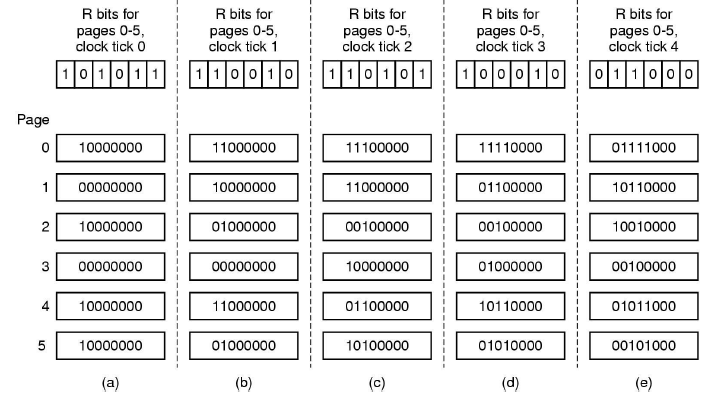 R bits for R bits for R bits for R bits for R bits for
pages 0-5, pages 0-5, pages 0-5, pages 0-5, pages 0-5,
clock tick 0 clock tick 1 clock tick 2 clock tick 3 clock tick 4
1 0 1 0 1 1 1 1 0 0 1 0 1 1 0 1 0 1 1 0 0 0 1 0 0 1 1 0 0 0
Page
0 10000000 11000000 11100000 11110000 01111000
1 00000000 10000000 11000000 01100000 10110000
2 10000000 01000000 00100000 00100000 10010000
3 00000000 00000000 10000000 01000000 00100000
4 10000000 11000000 01100000 10110000 01011000
5 10000000 01000000 10100000 01010000 00101000
(a) (b) (c) (d) (e)